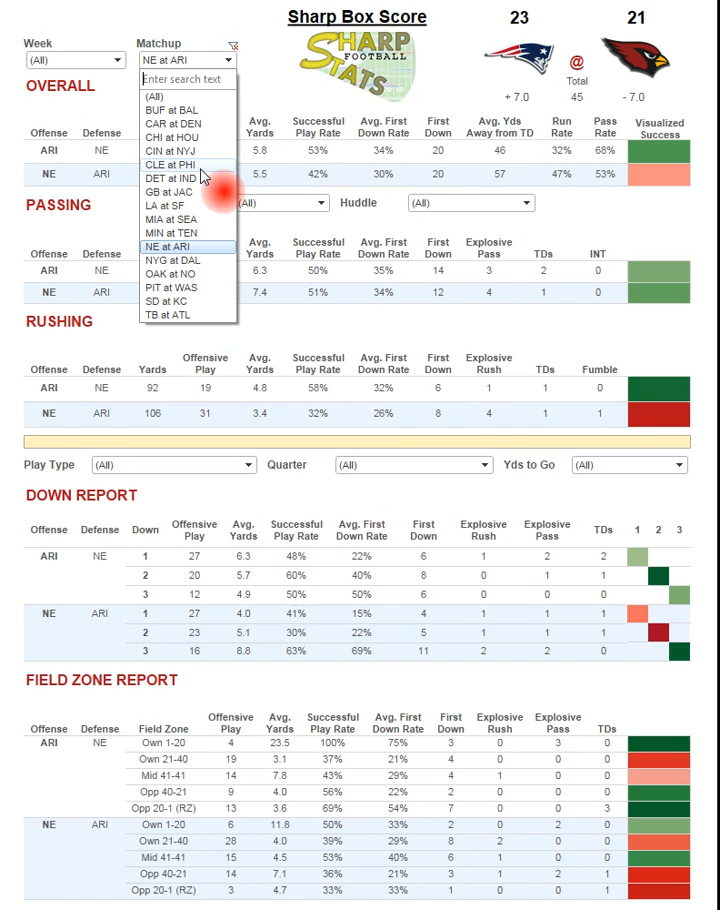 Sharp Box Score 23 21
Week Matchup
(All) NE at ARI
SHARP
FOOTBALL
STATS
@
Total
+ 7.0 45 - 7.0
Enter search text
(All)
BUF at BAL
CAR at DEN
CHI at HOU
CIN at NYJ
CLE at PHI
DET at IND
GB at JAC
LA at SF
MIA at SEA
MIN at TEN
NE at ARI
NYG at DAL
OAK at NO
PIT at WAS
SD at KC
TB at ATL
OVERALL
Offense Defense Avg. Yards Successful Play Rate Avg. First Down Rate First Down Avg. Yds Away from TD Run Rate Pass Rate Visualized Success
ARI NE 5.8 53% 34% 20 46 32% 68%
NE ARI 5.5 42% 30% 20 57 47% 53%
PASSING (All) Huddle (All)
Offense Defense Avg. Yards Successful Play Rate Avg. First Down Rate First Down Explosive Pass TDs INT
ARI NE 6.3 50% 35% 14 3 2 0
NE ARI 7.4 51% 34% 12 4 1 0
RUSHING
Offense Defense Yards Offensive Play Avg. Yards Successful Play Rate Avg. First Down Rate First Down Explosive Rush TDs Fumble
ARI NE 92 19 4.8 58% 32% 6 1 1 0
NE ARI 106 31 3.4 32% 26% 8 4 1 1
Play Type (All) Quarter (All) Yds to Go (All)
DOWN REPORT
Offense Defense Down Offensive Play Avg. Yards Successful Play Rate Avg. First Down Rate First Down Explosive Rush Explosive Pass TDs 1 2 3
ARI NE 1 27 6.3 48% 22% 6 1 2 2
2 20 5.7 60% 40% 8 0 1 1
3 12 4.9 50% 50% 6 0 0 0
NE ARI 1 27 4.0 41% 15% 4 1 1 1
2 23 5.1 30% 22% 5 1 1 1
3 16 8.8 63% 69% 11 2 2 0
FIELD ZONE REPORT
Offense Defense Field Zone Offensive Play Avg. Yards Successful Play Rate Avg. First Down Rate First Down Explosive Rush Explosive Pass TDs
ARI NE Own 1-20 4 23.5 100% 75% 3 0 3 0
Own 21-40 19 3.1 37% 21% 4 0 0 0
Mid 41-41 14 7.8 43% 29% 4 1 0 0
Opp 40-21 9 4.0 56% 22% 2 0 0 0
Opp 20-1 (RZ) 13 3.6 69% 54% 7 0 0 3
NE ARI Own 1-20 6 11.8 50% 33% 2 0 2 0
Own 21-40 28 4.0 39% 29% 8 2 0 0
Mid 41-41 15 4.5 53% 40% 6 1 0 0
Opp 40-21 14 7.1 36% 21% 3 1 2 1
Opp 20-1 (RZ) 3 4.7 33% 33% 1 0 0 1